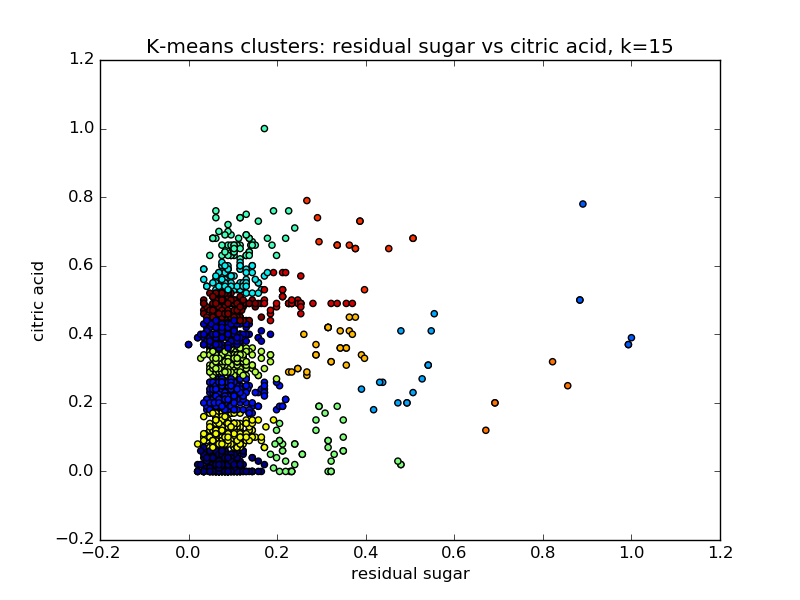 K-means clusters: residual sugar vs citric acid, k=15
1.2
1.0
0.8
0.6
0.4
0.2
0.0
−0.2
citric acid
−0.2 0.0 0.2 0.4 0.6 0.8 1.0 1.2
residual sugar